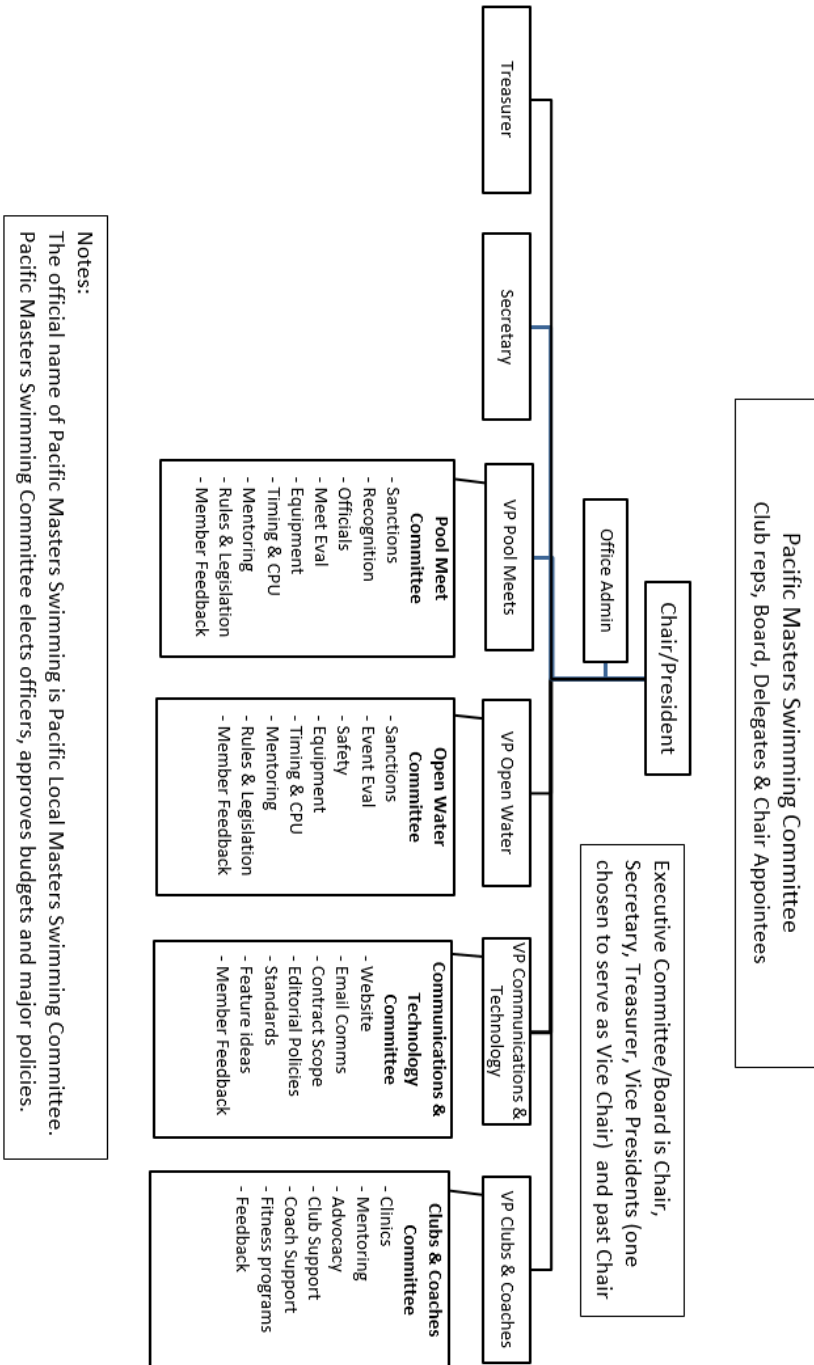 Pacific Masters Swimming Committee
Club reps, Board, Delegates & Chair Appointees
Chair/President
Executive Committee/Board is Chair,
Secretary, Treasurer, Vice Presidents (one
chosen to serve as Vice Chair) and past Chair
Office Admin
Treasurer
Secretary
VP Pool Meets
VP Open Water
VP Communications &
Technology
VP Clubs & Coaches
Pool Meet
Committee
- Sanctions
- Recognition
- Officials
- Meet Eval
- Equipment
- Timing & CPU
- Mentoring
- Rules & Legislation
- Member Feedback
Open Water
Committee
- Sanctions
- Event Eval
- Safety
- Equipment
- Timing & CPU
- Mentoring
- Rules & Legislation
- Member Feedback
Communications &
Technology
Committee
- Website
- Email Comms
- Contract Scope
- Editorial Policies
- Standards
- Feature ideas
- Member Feedback
Clubs & Coaches
Committee
- Clinics
- Mentoring
- Advocacy
- Club Support
- Coach Support
- Fitness programs
- Feedback
Notes:
The official name of Pacific Masters Swimming is Pacific Local Masters Swimming Committee.
Pacific Masters Swimming Committee elects officers, approves budgets and major policies.